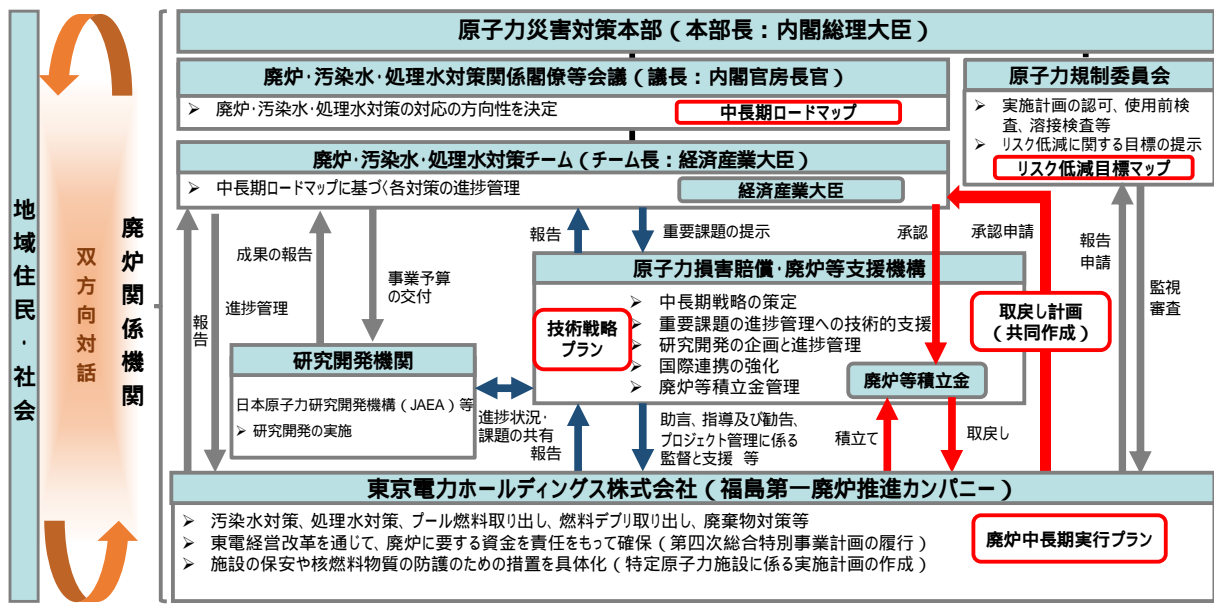 地域住民・社会
双方向対話
廃炉関係機関
原子力災害対策本部（本部長：内閣総理大臣）
廃炉・汚染水・処理水対策関係閣僚等会議（議長：内閣官房長官）
➢ 廃炉・汚染水・処理水対策の対応の方向性を決定
中長期ロードマップ
原子力規制委員会
➢ 実施計画の認可、使用前検
査、溶接検査等
➢ リスク低減に関する目標の提示
リスク低減目標マップ
廃炉・汚染水・処理水対策チーム（チーム長：経済産業大臣）
➢ 中長期ロードマップに基づく各対策の進捗管理
経済産業大臣
報告
進捗管理
成果の報告
事業予算
の交付
報告
重要課題の提示
承認
承認申請
報告
申請
監視
審査
原子力損害賠償・廃炉等支援機構
技術戦略
プラン
➢ 中長期戦略の策定
➢ 重要課題の進捗管理への技術的支援
➢ 研究開発の企画と進捗管理
➢ 国際連携の強化
➢ 廃炉等積立金管理
廃炉等積立金
取戻し計画
（共同作成）
研究開発機関
日本原子力研究開発機構（JAEA）等
➢ 研究開発の実施
進捗状況・
課題の共有
報告
助言、指導及び勧告、
プロジェクト管理に係る
監督と支援 等
積立て
取戻し
東京電力ホールディングス株式会社（福島第一廃炉推進カンパニー）
➢ 汚染水対策、処理水対策、プール燃料取り出し、燃料デブリ取り出し、廃棄物対策等
➢ 東電経営改革を通じて、廃炉に要する資金を責任をもって確保（第四次総合特別事業計画の履行）
➢ 施設の保安や核燃料物質の防護のための措置を具体化（特定原子力施設に係る実施計画の作成）
廃炉中長期実行プラン